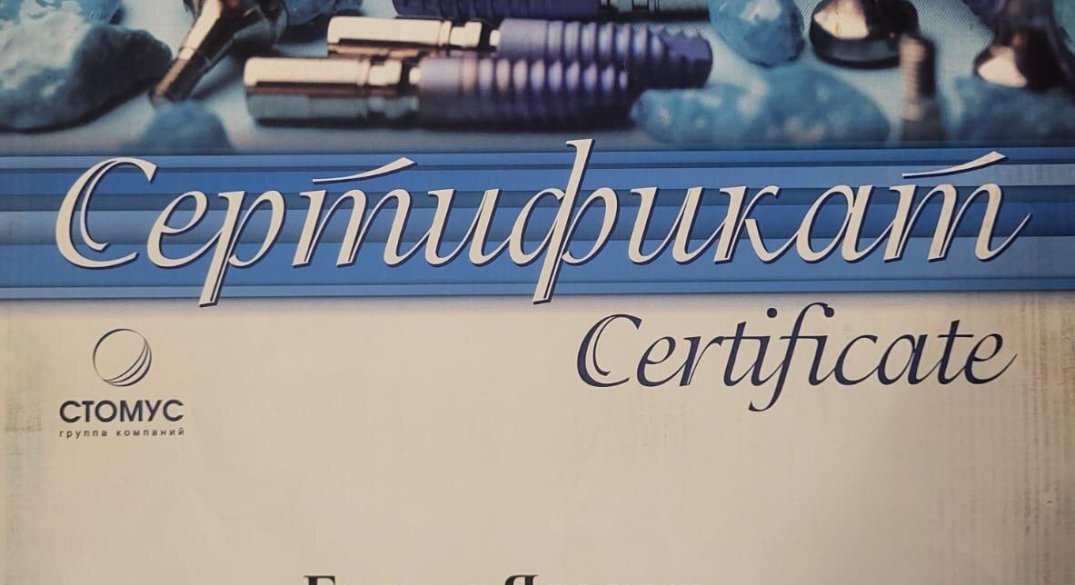 Сертификат
Certificate
СТОМУС
группа компаний